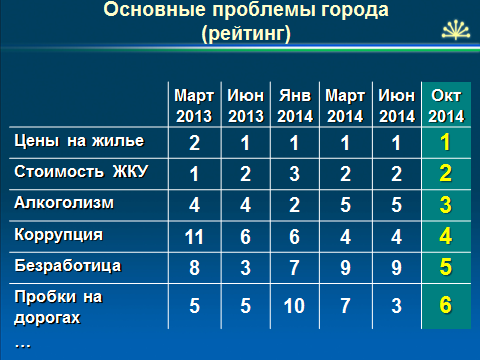 Основные проблемы города
(рейтинг)
Март 2013 Июн 2013 Янв 2014 Март 2014 Июн 2014 Окт 2014
Цены на жилье 2 1 1 1 1 1
Стоимость ЖКУ 1 2 3 2 2 2
Алкоголизм 4 4 2 5 5 3
Коррупция 11 6 6 4 4 4
Безработица 8 3 7 9 9 5
Пробки на дорогах 5 5 10 7 3 6
...